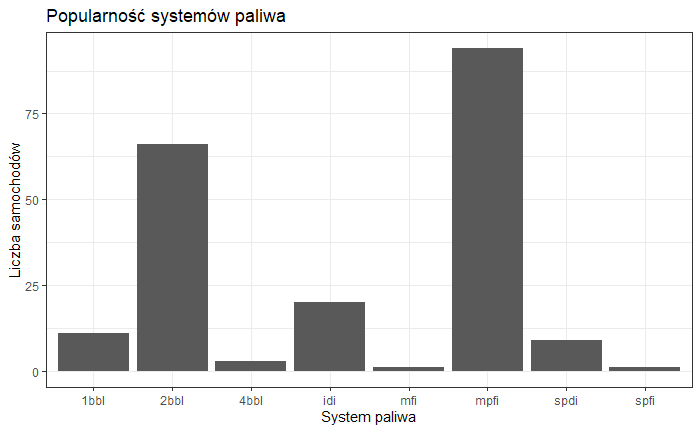 Popularność systemów paliwa
Liczba samochodów
75
50
25
0
1bbl 2bbl 4bbl idi mfi mpfi spdi spfi
System paliwa